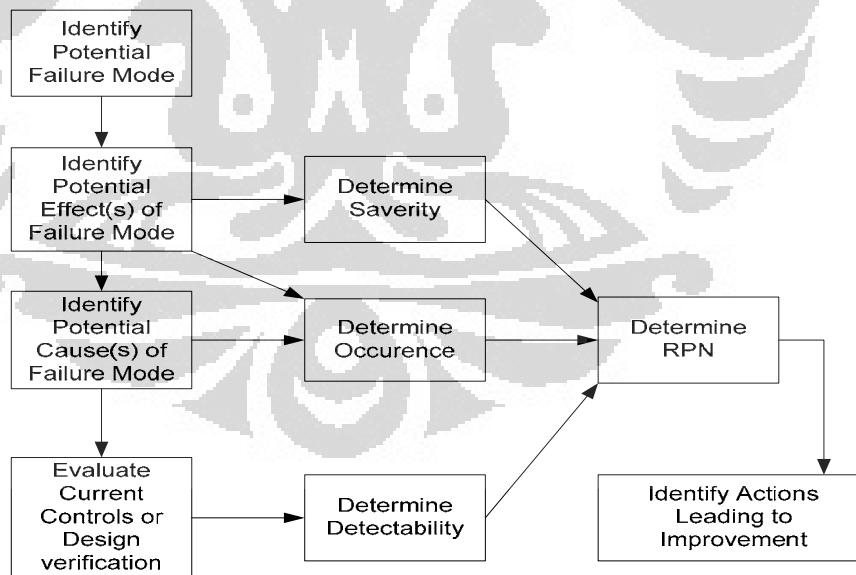 Identify
Potential
Failure Mode
Identify
Potential
Effect(s) of
Failure Mode
Determine
Saverity
Identify
Potential
Cause(s) of
Failure Mode
Determine
Occurence
Determine
RPN
Evaluate
Current
Controls or
Design
verification
Determine
Detectability
Identify Actions
Leading to
Improvement